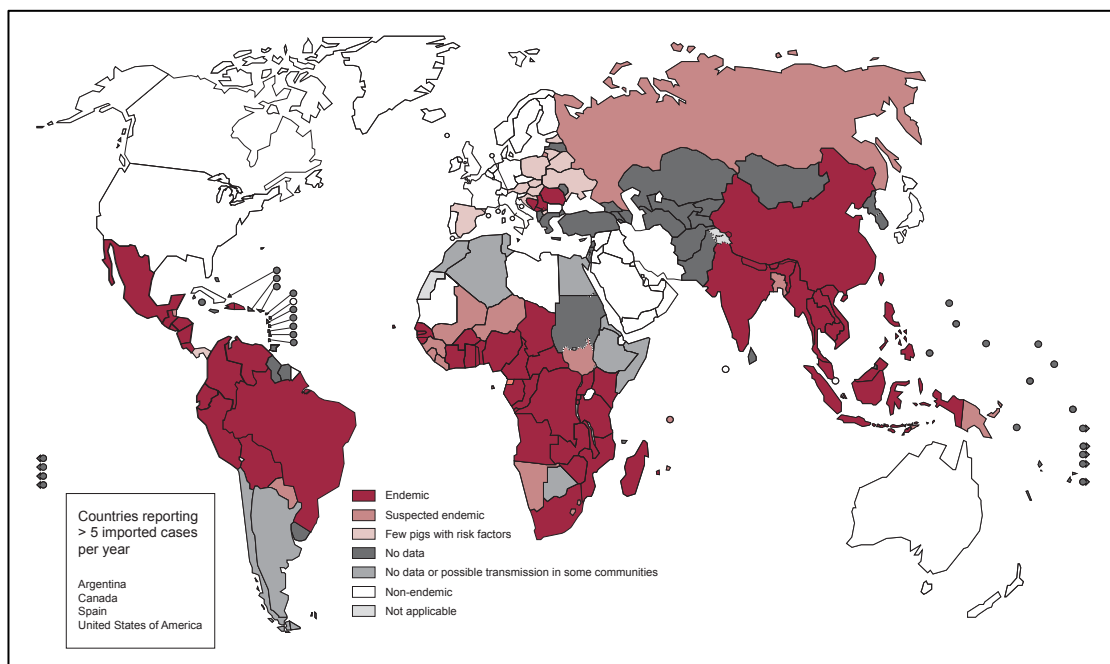 Countries reporting
> 5 imported cases
per year
Argentina
Canada
Spain
United States of America
Endemic
Suspected endemic
Few pigs with risk factors
No data
No data or possible transmission in some communities
Non-endemic
Not applicable